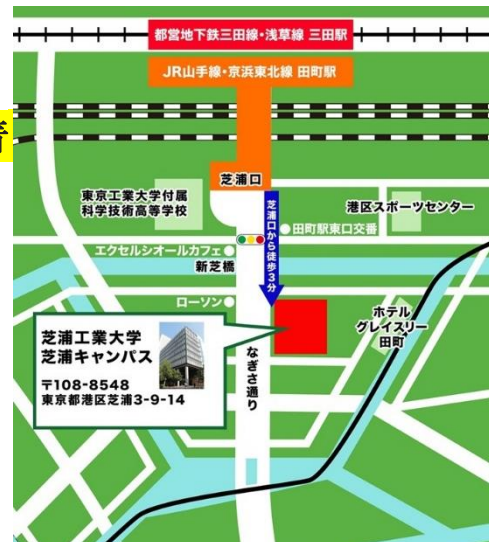 都営地下鉄三田線・浅草線 三田駅
JR山手線・京浜東北線 田町駅
芝浦口
東京工業大学付属
科学技術高等学校
芝浦口から徒歩3分
港区スポーツセンター
田町駅東口交番
エクセルシオールカフェ
新芝橋
ローソン
ホテル
グレイスリー
田町
芝浦工業大学
芝浦キャンパス
〒108-8548
東京都港区芝浦3-9-14
なぎさ通り